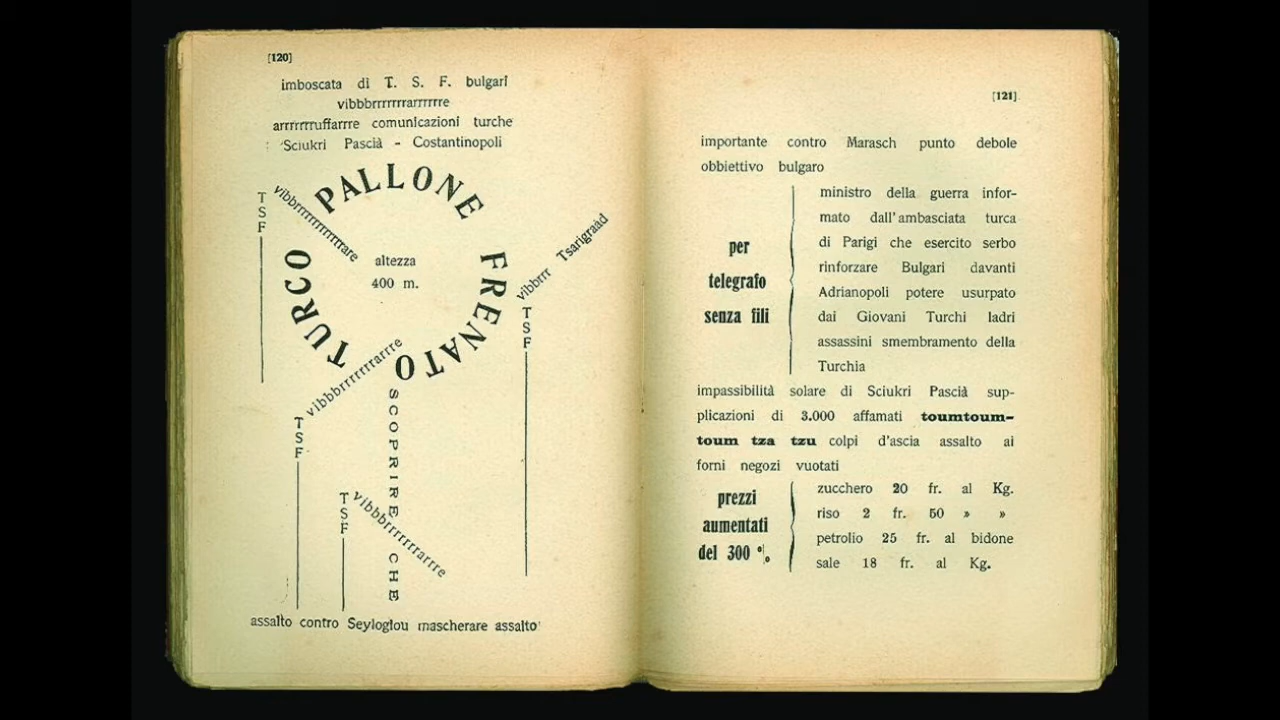 [120]
imboscata di T. S. F. bulgari
vibbbrrrrrrrarrrrrre
arrrrrrruffarrre comunicazioni turche
Sciukri Pascià - Costantinopoli
PALLONE FRENATO TURCO
TSF
vibbrrrrrrrrrrrrare
altezza
400 m.
vibbrrr Tsarigraad
TSF
vibbbrrrrrrrrarrre
TSF
SCOPRIRE CHE
TSF
vibbbrrrrrrrarrre
assalto contro Seyloglou mascherare assalto
[121]
importante contro Marasch punto debole
obbiettivo bulgaro
per
telegrafo
senza fili
ministro della guerra infor-
mato dall'ambasciata turca
di Parigi che esercito serbo
rinforzare Bulgari davanti
Adrianopoli potere usurpato
dai Giovani Turchi ladri
assassini smembramento della
Turchia
impassibilità solare di Sciukri Pascià sup-
plicazioni di 3.000 affamati toumtoum-
toum tza tzu colpi d'ascia assalto ai
forni negozi vuotati
prezzi
aumentati
del 300 %
zucchero 20 fr. al Kg.
riso 2 fr. 50 » »
petrolio 25 fr. al bidone
sale 18 fr. al Kg.